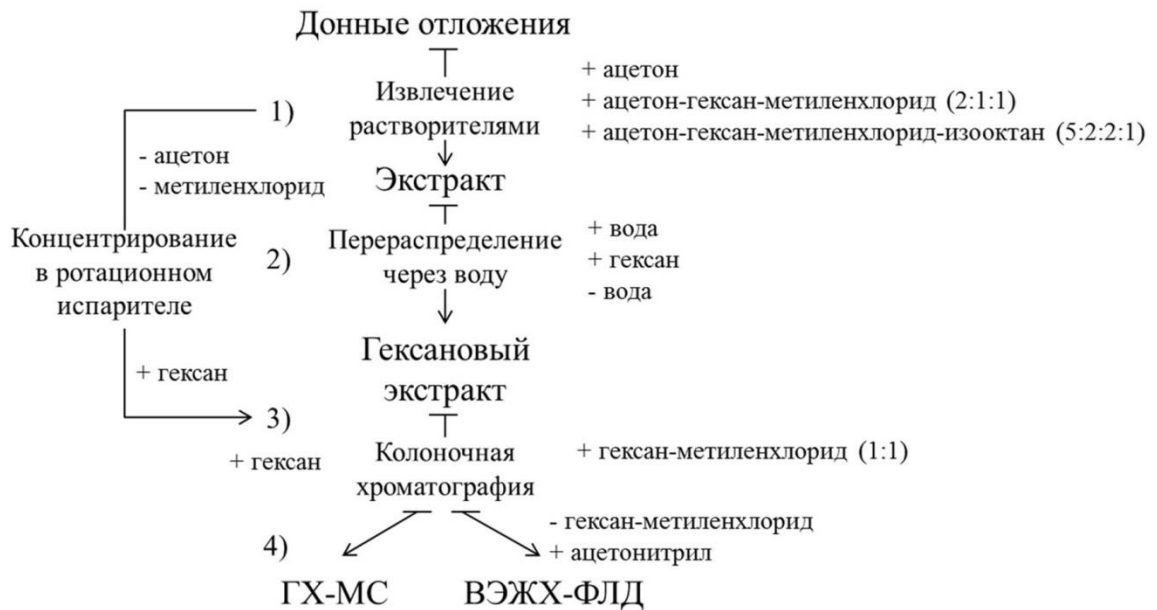 Донные отложения
1)
Извлечение
растворителями
+ ацетон
+ ацетон-гексан-метиленхлорид (2:1:1)
+ ацетон-гексан-метиленхлорид-изооктан (5:2:2:1)
- ацетон
- метиленхлорид
Экстракт
Концентрирование
в ротационном
испарителе
2)
Перераспределение
через воду
+ вода
+ гексан
- вода
Гексановый
экстракт
+ гексан
3)
+ гексан
Колоночная
хроматография
+ гексан-метиленхлорид (1:1)
4)
- гексан-метиленхлорид
+ ацетонитрил
ГХ-МС
ВЭЖХ-ФЛД